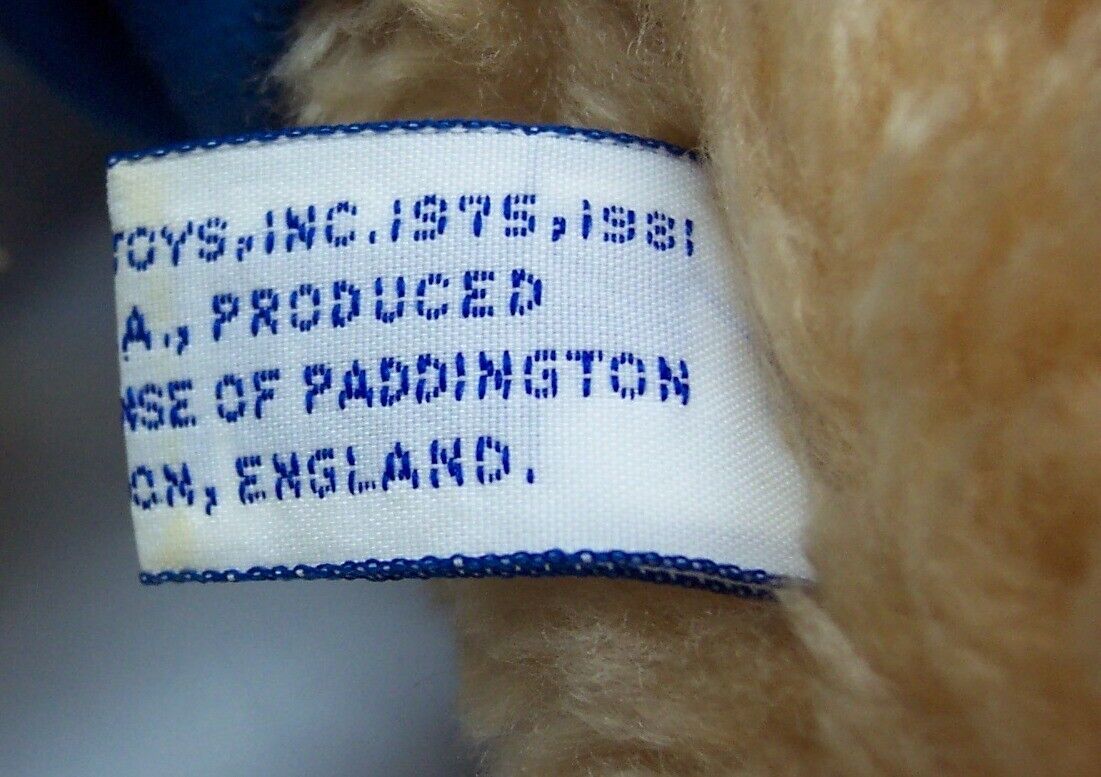 TOYS, INC. 1975, 1981
A., PRODUCED
NSE OF PADDINGTON
ON, ENGLAND.